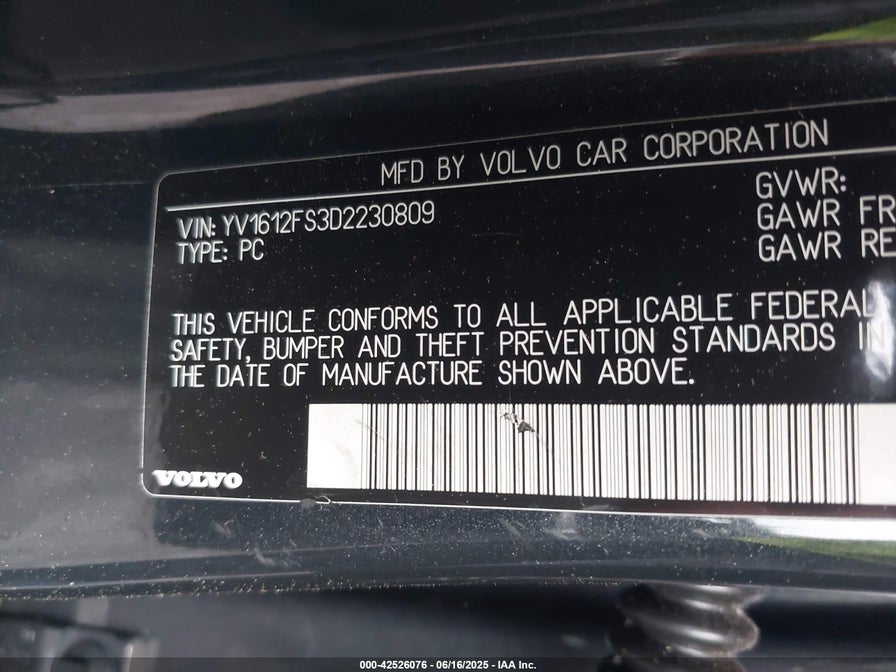 MFD BY VOLVO CAR CORPORATION
VIN: YV1612FS3D2230809
TYPE: PC
GVWR:
GAWR FR
GAWR RE
THIS VEHICLE CONFORMS TO ALL APPLICABLE FEDERAL
SAFETY, BUMPER AND THEFT PREVENTION STANDARDS IN
THE DATE OF MANUFACTURE SHOWN ABOVE.
VOLVO
000-42526076 - 06/16/2025 - IAA Inc.